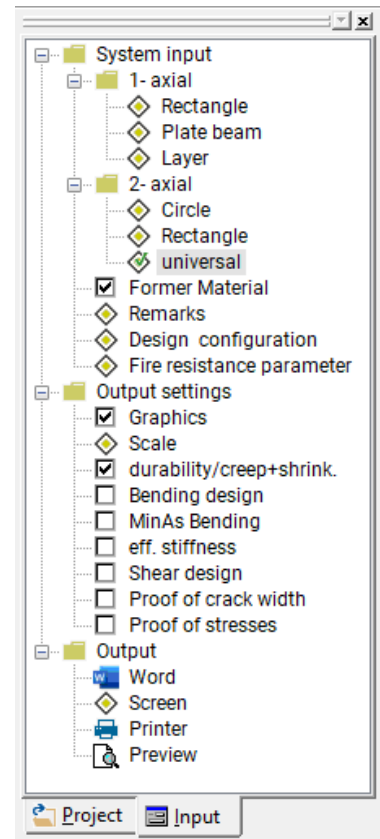 System input
1- axial
Rectangle
Plate beam
Layer
2- axial
Circle
Rectangle
universal
Former Material
Remarks
Design configuration
Fire resistance parameter
Output settings
Graphics
Scale
durability/creep+shrink.
Bending design
MinAs Bending
eff. stiffness
Shear design
Proof of crack width
Proof of stresses
Output
Word
Screen
Printer
Preview
Project Input